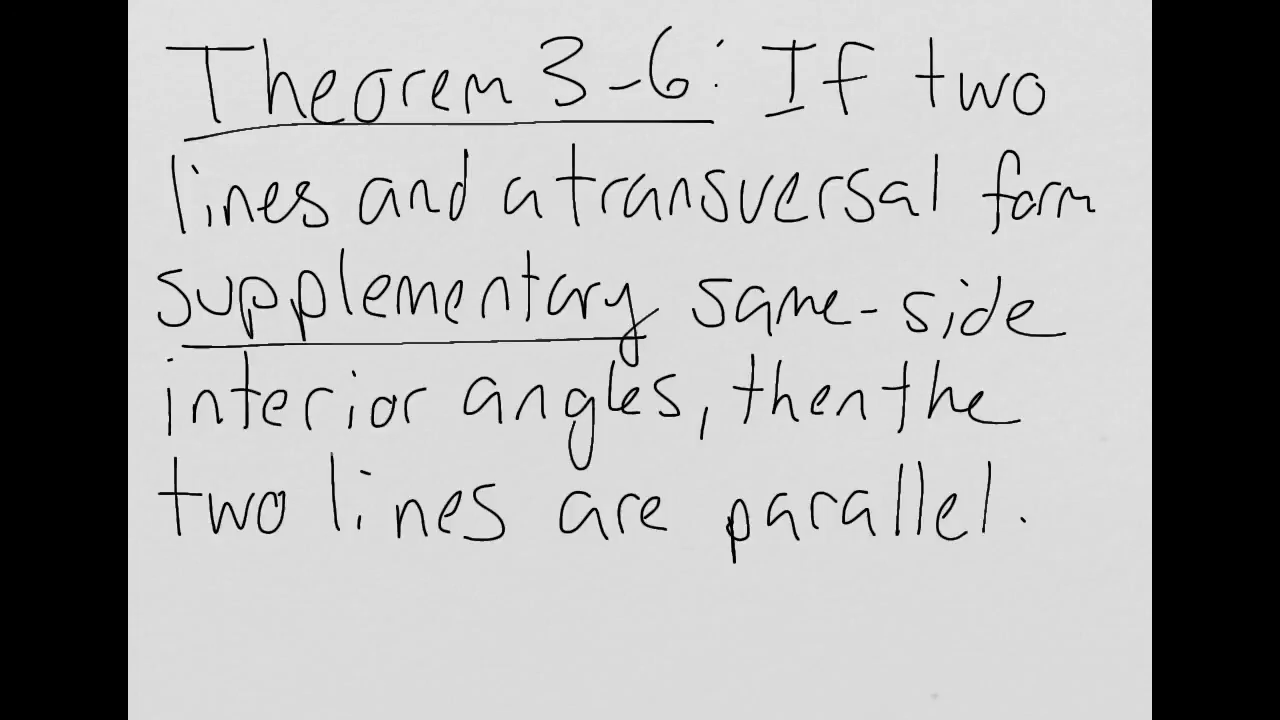 Theorem 3-6: If two
lines and a transversal form
supplementary same-side
interior angles, then the
two lines are parallel.